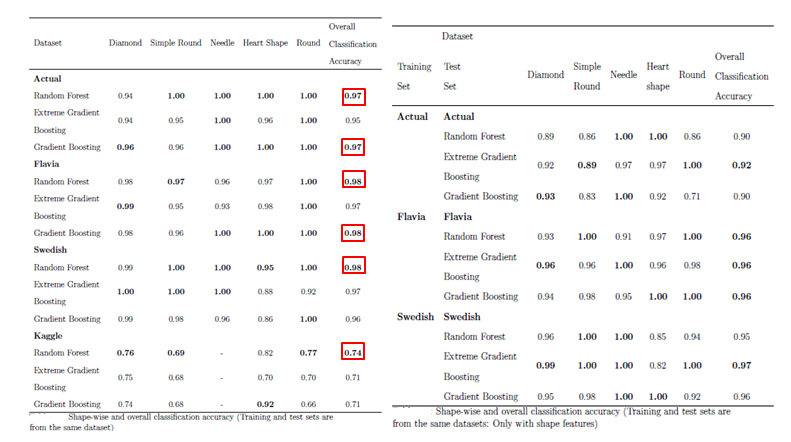 Overall
Dataset Diamond Simple Round Needle Heart Shape Round Classification
Accuracy
Actual
Random Forest 0.94 1.00 1.00 1.00 1.00 0.97
Extreme Gradient
Boosting 0.94 0.95 1.00 0.96 1.00 0.95
Gradient Boosting 0.96 0.96 1.00 1.00 1.00 0.97
Flavia
Random Forest 0.98 0.97 0.96 0.97 1.00 0.98
Extreme Gradient
Boosting 0.99 0.95 0.93 0.98 1.00 0.97
Gradient Boosting 0.98 0.96 1.00 1.00 1.00 0.98
Swedish
Random Forest 0.99 1.00 1.00 0.95 1.00 0.98
Extreme Gradient
Boosting 1.00 1.00 1.00 0.88 0.92 0.97
Gradient Boosting 0.99 0.98 0.96 0.86 1.00 0.96
Kaggle
Random Forest 0.76 0.69 - 0.82 0.77 0.74
Extreme Gradient
Boosting 0.75 0.68 - 0.70 0.70 0.71
Gradient Boosting 0.74 0.68 - 0.92 0.66 0.71
Shape-wise and overall classification accuracy (Training and test sets are
from the same dataset)
Dataset
Overall
Training Test Diamond Simple Needle Heart Round Classification
Set Set Round shape Accuracy
Actual Actual
Random Forest 0.89 0.86 1.00 1.00 0.86 0.90
Extreme Gradient
Boosting 0.92 0.89 0.97 0.97 1.00 0.92
Gradient Boosting 0.93 0.83 1.00 0.92 0.71 0.90
Flavia Flavia
Random Forest 0.93 1.00 0.91 0.97 1.00 0.96
Extreme Gradient
Boosting 0.96 0.96 1.00 0.96 0.98 0.96
Gradient Boosting 0.94 0.98 0.95 1.00 1.00 0.96
Swedish Swedish
Random Forest 0.96 1.00 1.00 0.85 0.94 0.95
Extreme Gradient
Boosting 0.99 1.00 1.00 0.82 1.00 0.97
Gradient Boosting 0.95 0.98 1.00 1.00 0.92 0.96
Shape-wise and overall classification accuracy (Training and test sets are
from the same datasets: Only with shape features)